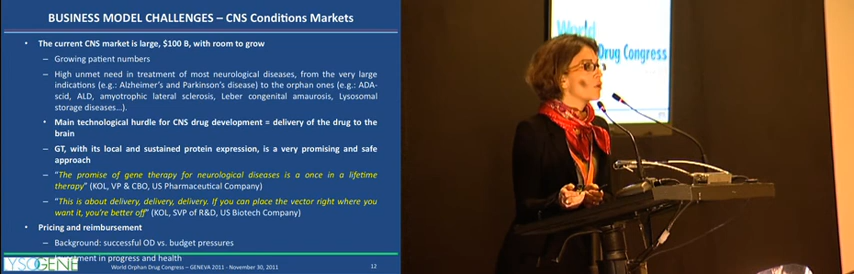 BUSINESS MODEL CHALLENGES – CNS Conditions Markets
• The current CNS market is large, $100 B, with room to grow
– Growing patient numbers
– High unmet need in treatment of most neurological diseases, from the very large
indications (e.g.: Alzheimer's and Parkinson's disease) to the orphan ones (e.g.: ADA-
scid, ALD, amyotrophic lateral sclerosis, Leber congenital amaurosis, Lysosomal
storage diseases...).
• Main technological hurdle for CNS drug development = delivery of the drug to the
brain
– GT, with its local and sustained protein expression, is a very promising and safe
approach
– "The promise of gene therapy for neurological diseases is a once in a lifetime
therapy" (KOL, VP & CBO, US Pharmaceutical Company)
– "This is about delivery, delivery, delivery. If you can place the vector right where you
want it, you're better off" (KOL, SVP of R&D, US Biotech Company)
• Pricing and reimbursement
– Background: successful OD vs. budget pressures
in progress and health
LYSOGENE
World Orphan Drug Congress – GENEVA 2011 - November 30, 2011
12
World
Drug Congress